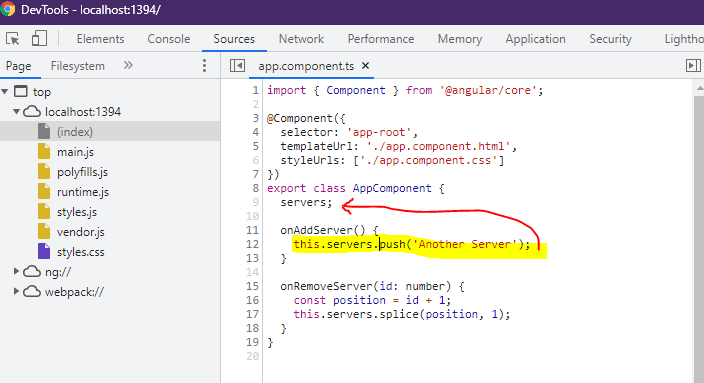 DevTools - localhost:1394/
Elements Console Sources Network Performance Memory Application Security Lightho
Page Filesystem » app.component.ts ×
top
localhost:1394
(index)
main.js
polyfills.js
runtime.js
styles.js
vendor.js
styles.css
ng://
webpack://
1 import { Component } from '@angular/core';
2
3 @Component({
4 selector: 'app-root',
5 templateUrl: './app.component.html',
6 styleUrls: ['./app.component.css']
7 })
8 export class AppComponent {
9 servers;
10
11 onAddServer() {
12 this.servers.push('Another Server');
13 }
14
15 onRemoveServer(id: number) {
16 const position = id + 1;
17 this.servers.splice(position, 1);
18 }
19 }
20